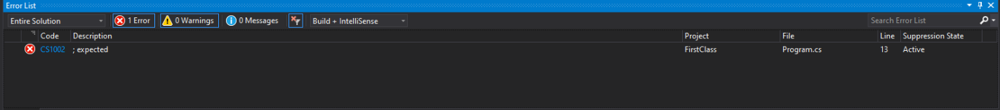 Error List
Entire Solution 1 Error 0 Warnings 0 Messages Build + IntelliSense Search Error List
Code Description Project File Line Suppression State
CS1002 ; expected FirstClass Program.cs 13 Active